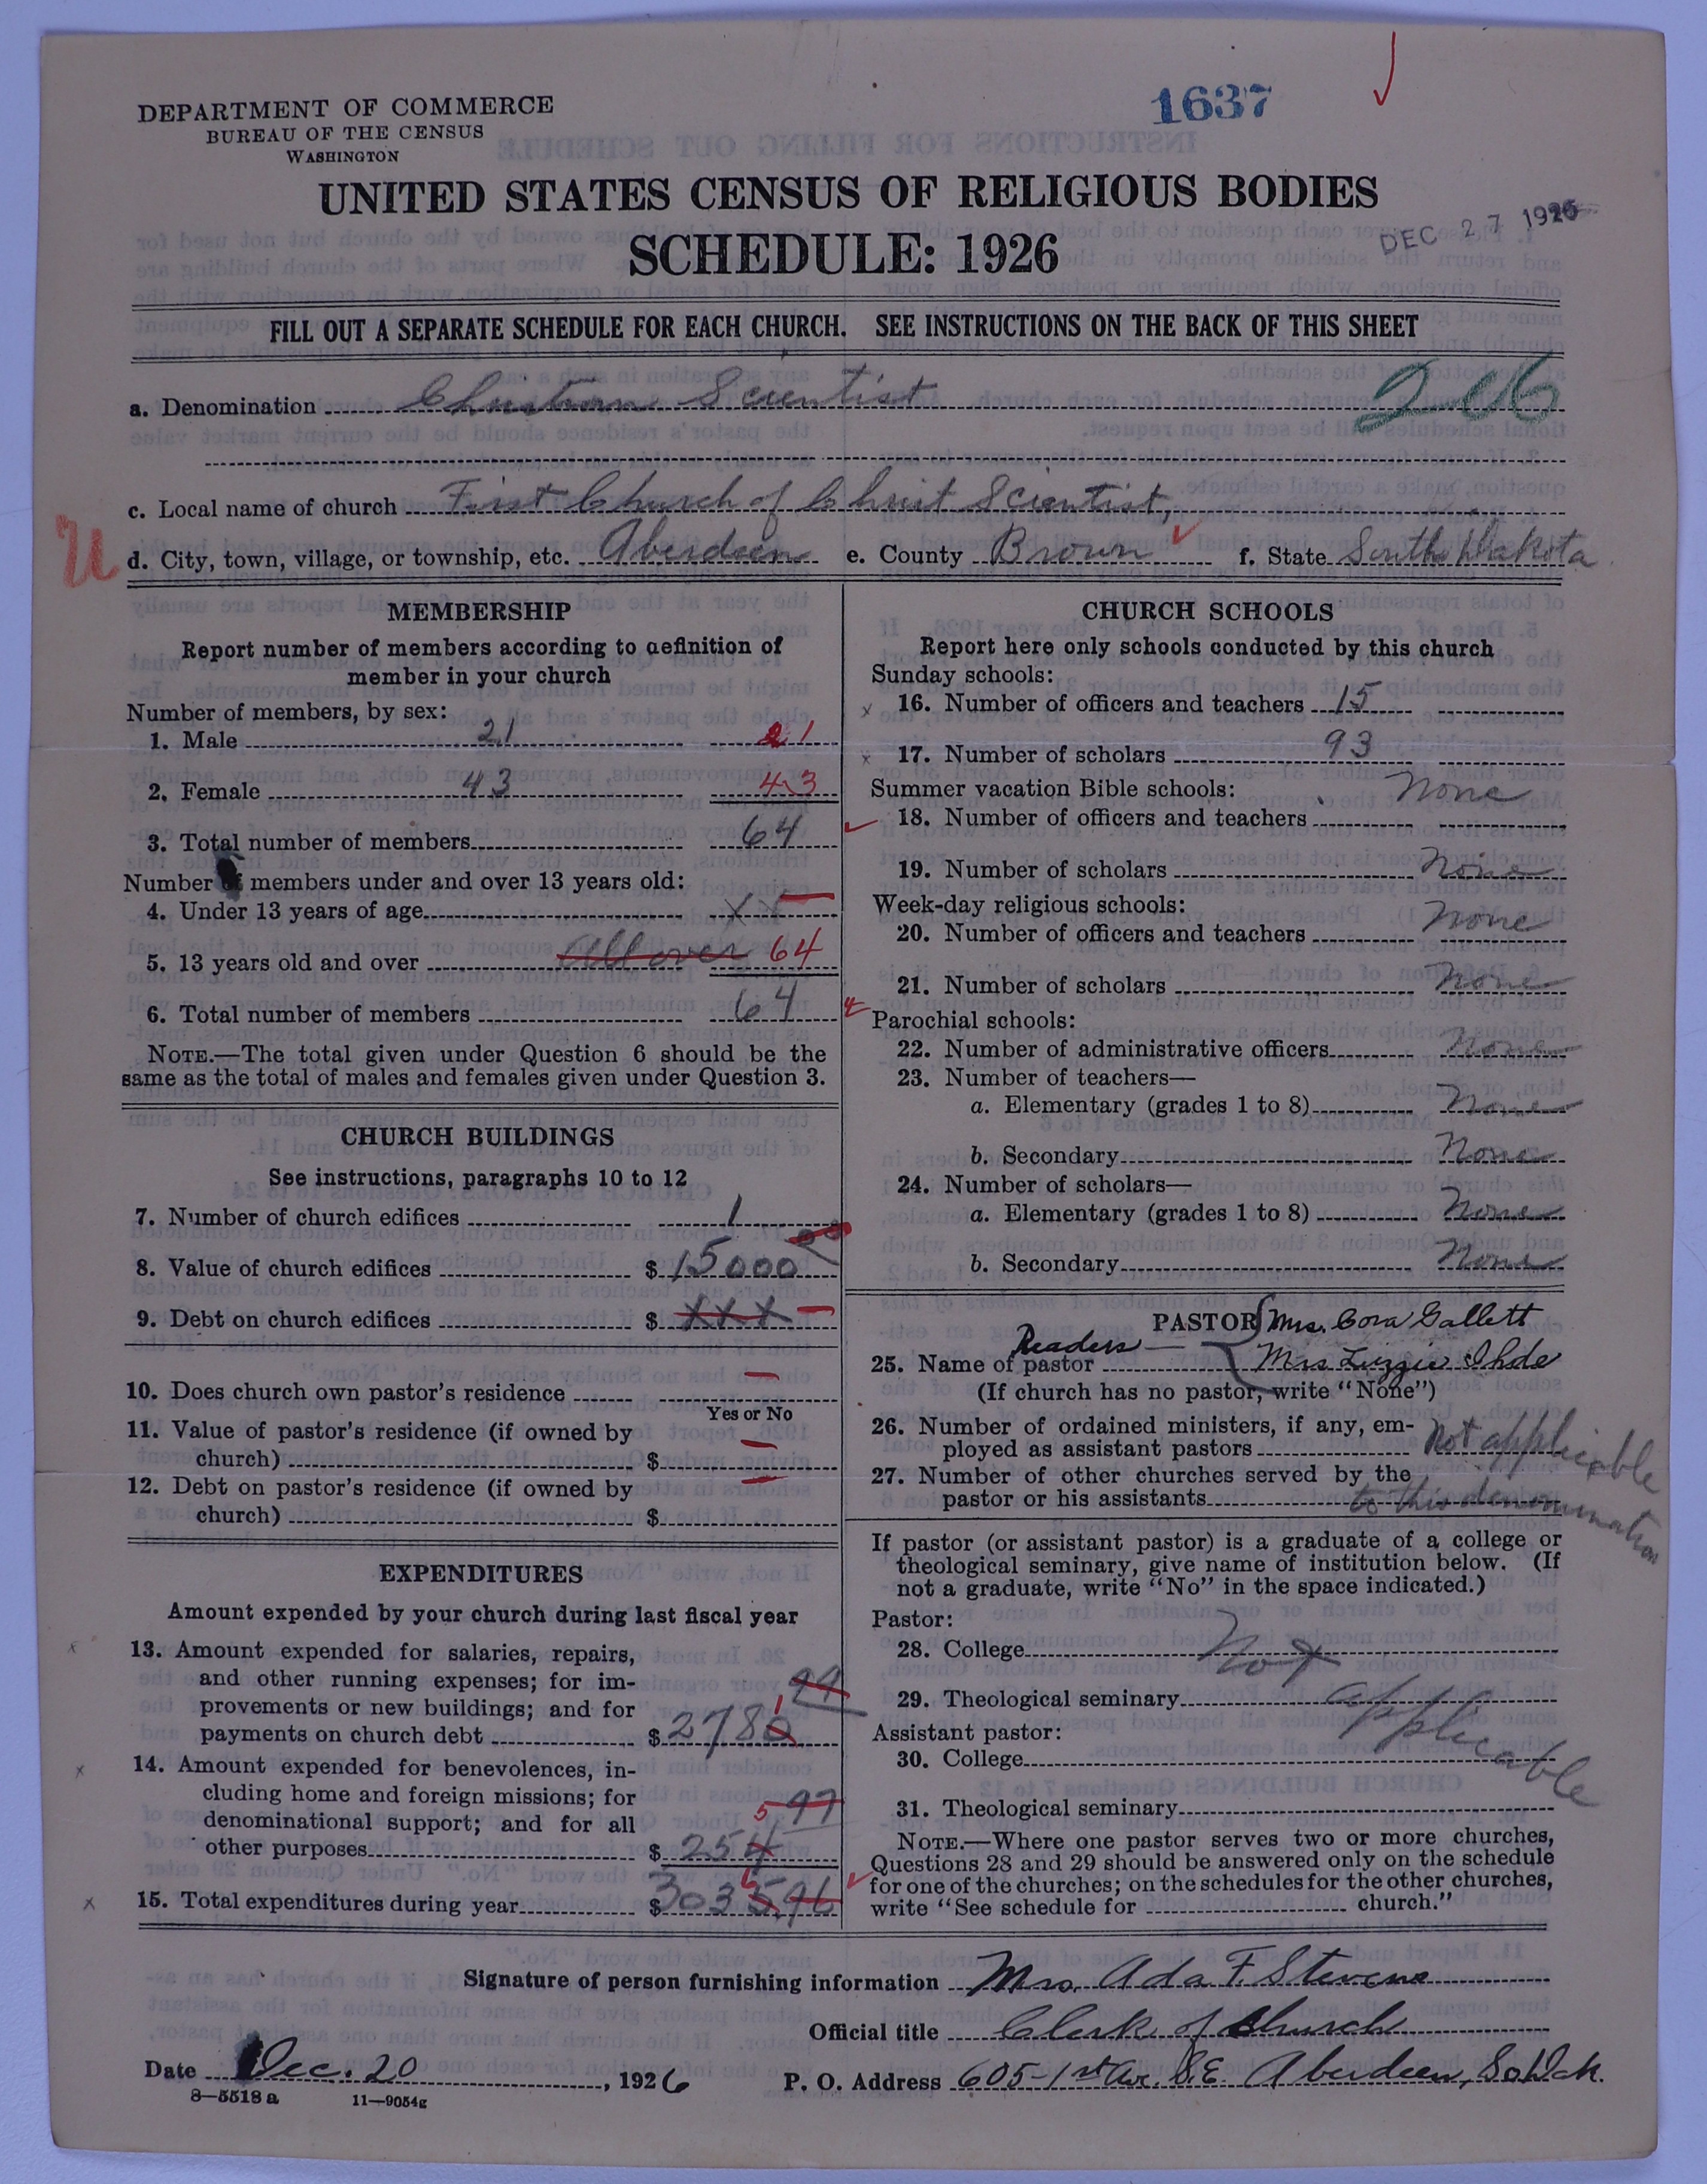 1637
DEPARTMENT OF COMMERCE
BUREAU OF THE CENSUS
WASHINGTON
UNITED STATES CENSUS OF RELIGIOUS BODIES
SCHEDULE: 1926
DEC 27 1926
FILL OUT A SEPARATE SCHEDULE FOR EACH CHURCH. SEE INSTRUCTIONS ON THE BACK OF THIS SHEET
a. Denomination Christian Scientist 206
c. Local name of church First Church of Christ Scientist,
d. City, town, village, or township, etc. Aberdeen e. County Brown f. State South Dakota
MEMBERSHIP
Report number of members according to definition of
member in your church
Number of members, by sex:
1. Male 21 21
2. Female 43 43
3. Total number of members 64
Number of members under and over 13 years old:
4. Under 13 years of age XX —
5. 13 years old and over All over 64
6. Total number of members 64
NOTE.—The total given under Question 6 should be the
same as the total of males and females given under Question 3.
CHURCH BUILDINGS
See instructions, paragraphs 10 to 12
7. Number of church edifices 1
8. Value of church edifices $15000 00
9. Debt on church edifices $ XXX —
10. Does church own pastor's residence —
Yes or No
11. Value of pastor's residence (if owned by
church) $ —
12. Debt on pastor's residence (if owned by
church) $ —
EXPENDITURES
Amount expended by your church during last fiscal year
13. Amount expended for salaries, repairs,
and other running expenses; for im-
provements or new buildings; and for 1 99
payments on church debt $2780
14. Amount expended for benevolences, in-
cluding home and foreign missions; for
denominational support; and for all 5 97
other purposes $254
15. Total expenditures during year $3035.96
CHURCH SCHOOLS
Report here only schools conducted by this church
Sunday schools:
16. Number of officers and teachers 15
17. Number of scholars 93
Summer vacation Bible schools: None
18. Number of officers and teachers
19. Number of scholars None
Week-day religious schools:
20. Number of officers and teachers None
21. Number of scholars None
Parochial schools:
22. Number of administrative officers None
23. Number of teachers—
a. Elementary (grades 1 to 8) None
b. Secondary None
24. Number of scholars—
a. Elementary (grades 1 to 8) None
b. Secondary None
PASTOR Mrs. Cora Gallett
25. Name of pastor Readers — Mrs Lizzie Ihde
(If church has no pastor, write "None")
26. Number of ordained ministers, if any, em-
ployed as assistant pastors Not applicable
27. Number of other churches served by the
pastor or his assistants to this denomination
If pastor (or assistant pastor) is a graduate of a college or
theological seminary, give name of institution below. (If
not a graduate, write "No" in the space indicated.)
Pastor:
28. College Not
29. Theological seminary applicable
Assistant pastor:
30. College
31. Theological seminary
NOTE.—Where one pastor serves two or more churches,
Questions 28 and 29 should be answered only on the schedule
for one of the churches; on the schedules for the other churches,
write "See schedule for church."
Signature of person furnishing information Mrs. Ada F. Stevens
Official title Clerk of Church
Date Dec. 20, 1926 P. O. Address 605-1st Av. S.E. Aberdeen, So Dak.
8—5518 a 11—9054g